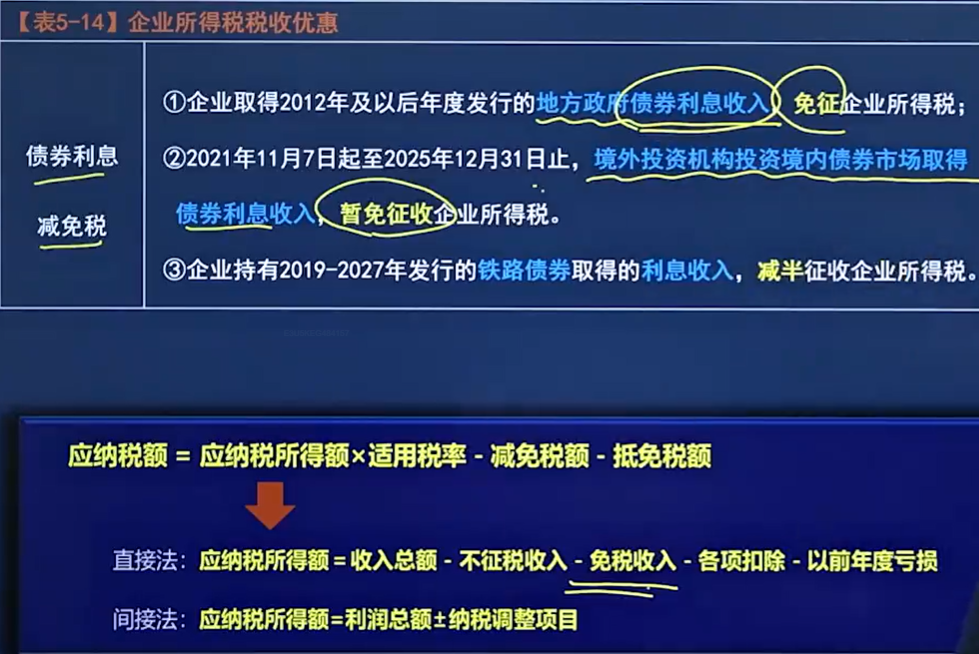 【表5-14】企业所得税税收优惠
债券利息
减免税
①企业取得2012年及以后年度发行的地方政府债券利息收入，免征企业所得税；
②2021年11月7日起至2025年12月31日止，境外投资机构投资境内债券市场取得
债券利息收入，暂免征收企业所得税。
③企业持有2019-2027年发行的铁路债券取得的利息收入，减半征收企业所得税。
应纳税额 = 应纳税所得额×适用税率 - 减免税额 - 抵免税额
直接法：应纳税所得额=收入总额 - 不征税收入 - 免税收入 - 各项扣除 - 以前年度亏损
间接法：应纳税所得额=利润总额±纳税调整项目